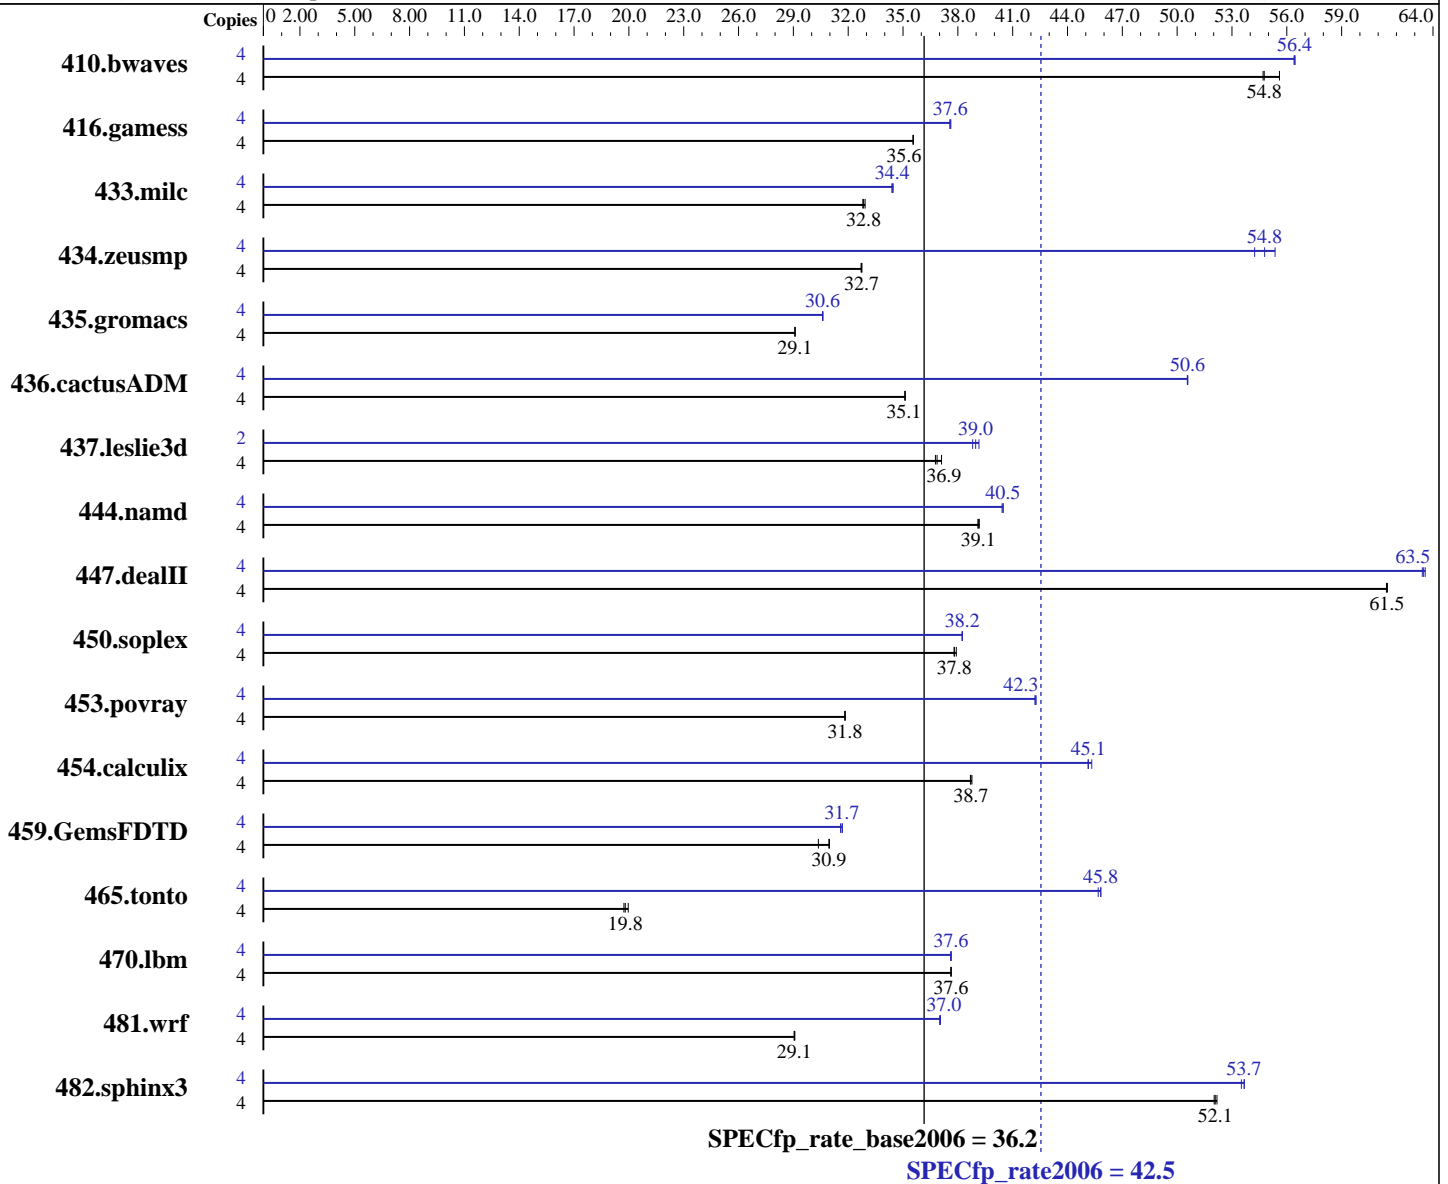 Copies 0 2.00 5.00 8.00 11.0 14.0 17.0 20.0 23.0 26.0 29.0 32.0 35.0 38.0 41.0 44.0 47.0 50.0 53.0 56.0 59.0 64.0
410.bwaves 4 56.4
4 54.8
416.gamess 4 37.6
4 35.6
433.milc 4 34.4
4 32.8
434.zeusmp 4 54.8
4 32.7
435.gromacs 4 30.6
4 29.1
436.cactusADM 4 50.6
4 35.1
437.leslie3d 2 39.0
4 36.9
444.namd 4 40.5
4 39.1
447.dealII 4 63.5
4 61.5
450.soplex 4 38.2
4 37.8
453.povray 4 42.3
4 31.8
454.calculix 4 45.1
4 38.7
459.GemsFDTD 4 31.7
4 30.9
465.tonto 4 45.8
4 19.8
470.lbm 4 37.6
4 37.6
481.wrf 4 37.0
4 29.1
482.sphinx3 4 53.7
4 52.1
SPECfp_rate_base2006 = 36.2
SPECfp_rate2006 = 42.5